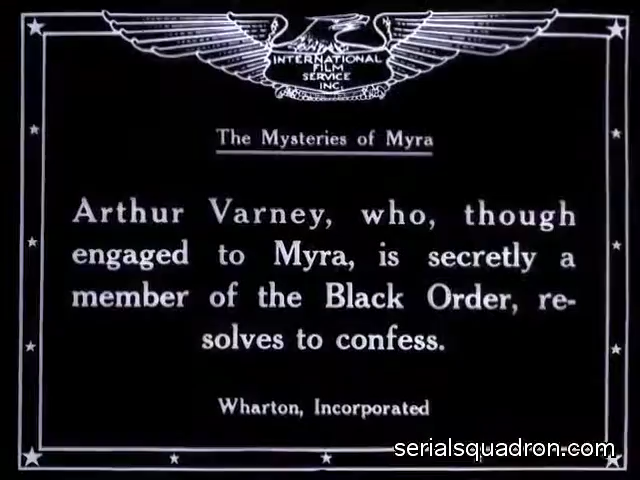 INTERNATIONAL
FILM
SERVICE
INC.
The Mysteries of Myra
Arthur Varney, who, though
engaged to Myra, is secretly a
member of the Black Order, re-
solves to confess.
Wharton, Incorporated
serialsquadron.com